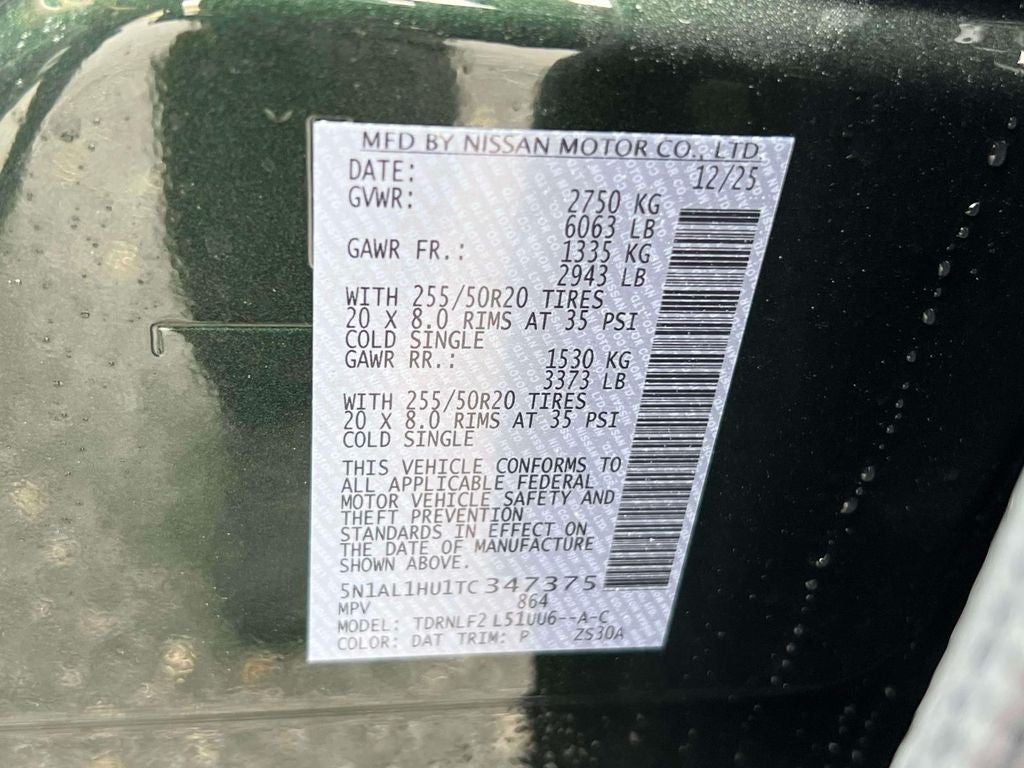 MFD BY NISSAN MOTOR CO., LTD.
DATE: 12/25
GVWR: 2750 KG
6063 LB
GAWR FR.: 1335 KG
2943 LB
WITH 255/50R20 TIRES
20 X 8.0 RIMS AT 35 PSI
COLD SINGLE
GAWR RR.: 1530 KG
3373 LB
WITH 255/50R20 TIRES
20 X 8.0 RIMS AT 35 PSI
COLD SINGLE
THIS VEHICLE CONFORMS TO
ALL APPLICABLE FEDERAL
MOTOR VEHICLE SAFETY AND
THEFT PREVENTION
STANDARDS IN EFFECT ON
THE DATE OF MANUFACTURE
SHOWN ABOVE.
5N1AL1HU1TC347375
MPV 864
MODEL: TDRNLF2 L51UU6--A-C
COLOR: DAT TRIM: P ZS30A